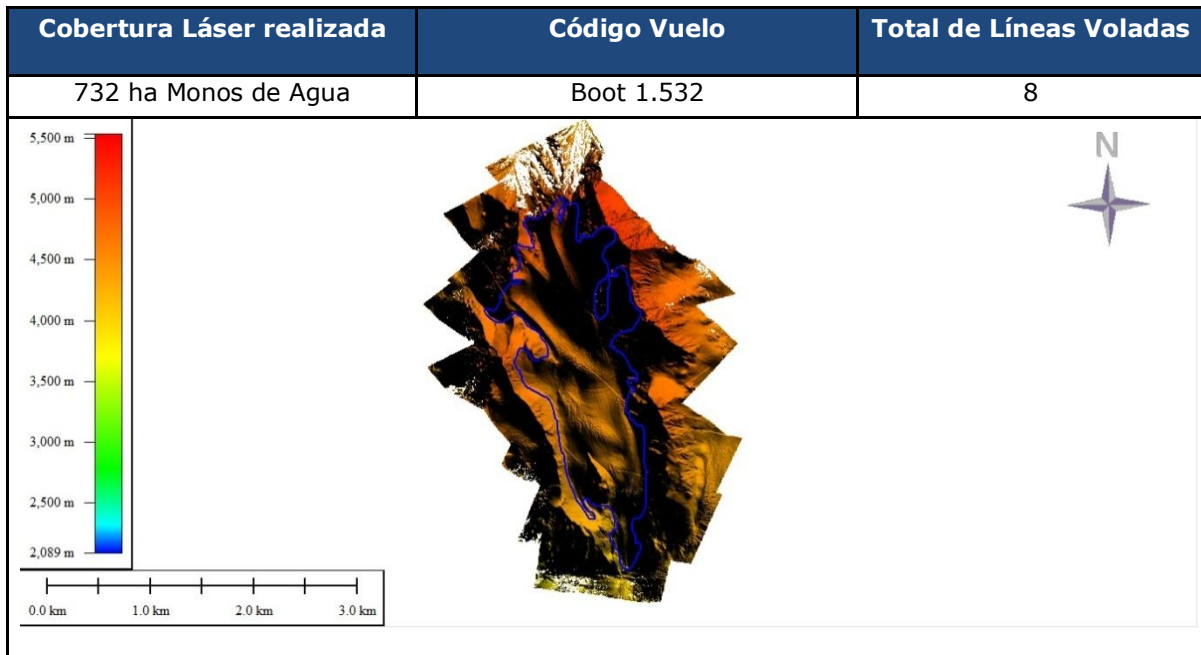 Cobertura Láser realizada
Código Vuelo
Total de Líneas Voladas
732 ha Monos de Agua
Boot 1.532
8
5,500 m
5,000 m
4,500 m
4,000 m
3,500 m
3,000 m
2,500 m
2,089 m
N
0.0 km
1.0 km
2.0 km
3.0 km